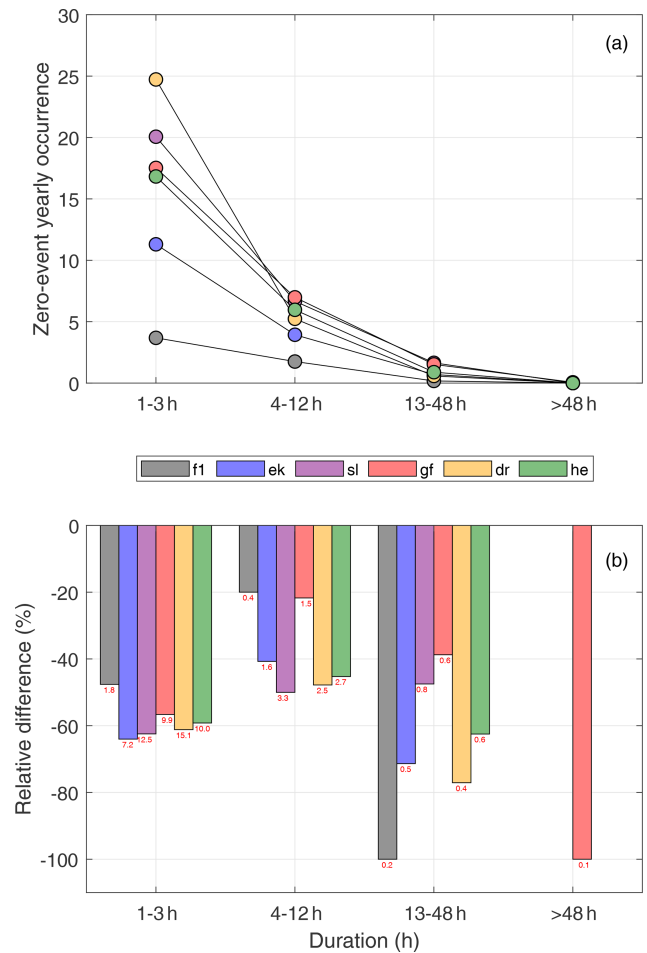 30
(a)
25
20
15
10
5
0
Zero-event yearly occurrence
1-3 h 4-12 h 13-48 h >48 h
f1 ek sl gf dr he
0
(b)
-20
-40
-60
-80
-100
Relative difference (%)
1.8 7.2 12.5 9.9 15.1 10.0
0.4 1.6 3.3 1.5 2.5 2.7
0.2 0.5 0.8 0.6 0.4 0.6
0.1
1-3 h 4-12 h 13-48 h >48 h
Duration (h)